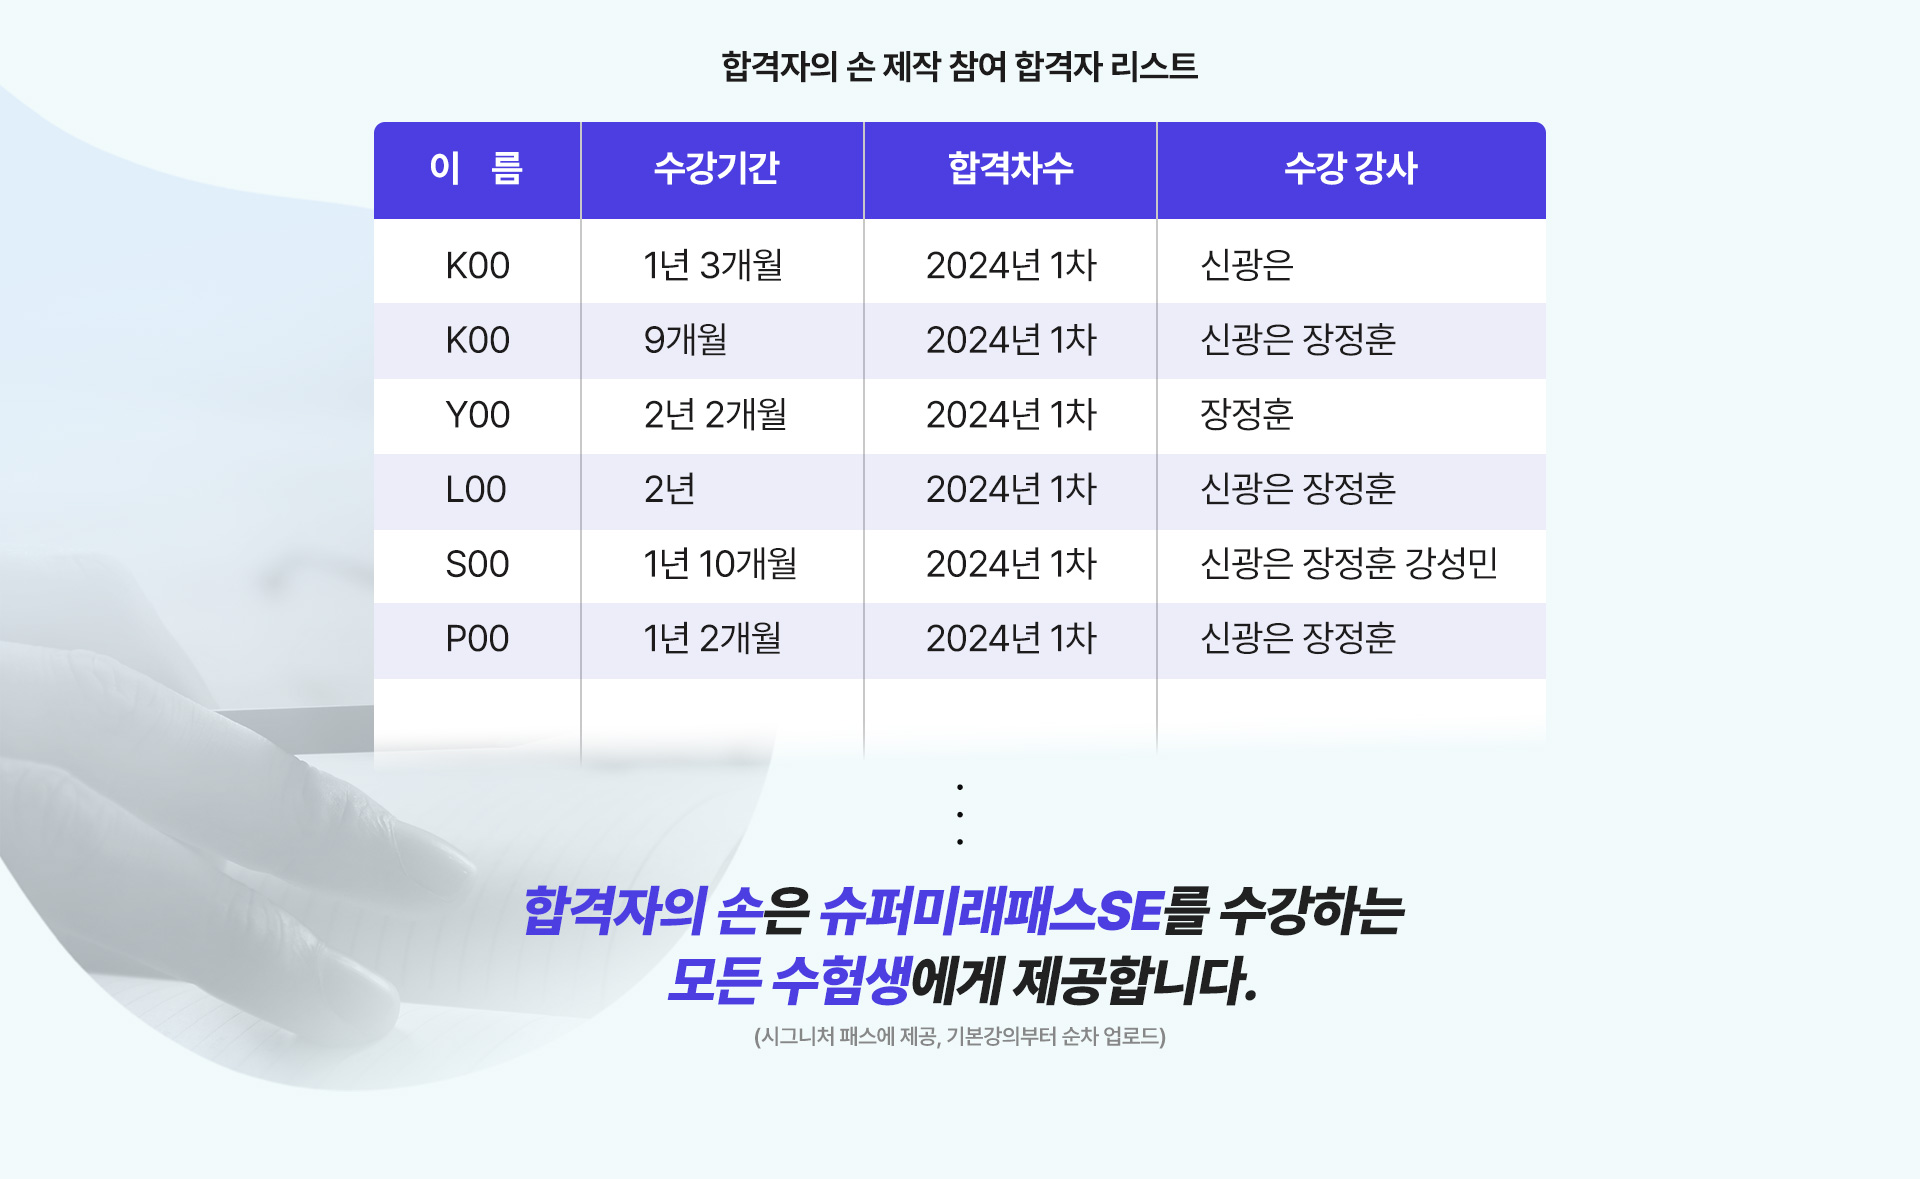 합격자의 손 제작 참여 합격자 리스트
이 름 수강기간 합격차수 수강 강사
K00 1년 3개월 2024년 1차 신광은
K00 9개월 2024년 1차 신광은 장정훈
Y00 2년 2개월 2024년 1차 장정훈
L00 2년 2024년 1차 신광은 장정훈
S00 1년 10개월 2024년 1차 신광은 장정훈 강성민
P00 1년 2개월 2024년 1차 신광은 장정훈
합격자의 손은 슈퍼미래패스SE를 수강하는
모든 수험생에게 제공합니다.
(시그니처 패스에 제공, 기본강의부터 순차 업로드)